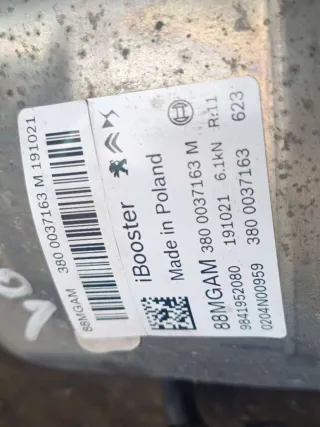 380 0037163 M 191021
88MGAM
iBooster
Made in Poland
88MGAM 380 0037163 M
191021 6.1kN R:11
9841952080
0204N00959 380 0037163 623